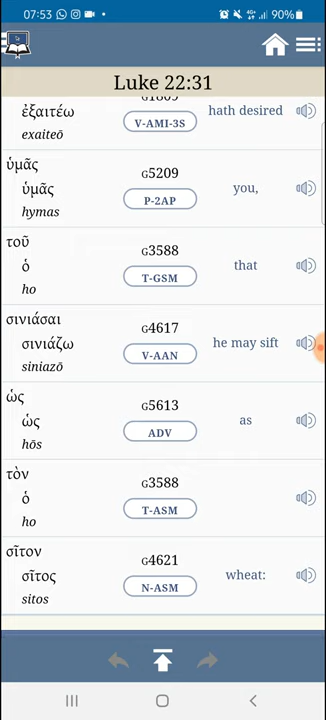 07:53
4G+
90%
Luke 22:31
G1809
ἐξαιτέω
hath desired
V-AMI-3S
exaiteō
ὑμᾶς
G5209
ὑμᾶς
you,
P-2AP
hymas
τοῦ
G3588
ὁ
that
T-GSM
ho
σινιάσαι
G4617
σινιάζω
he may sift
V-AAN
siniazō
ὡς
G5613
ὡς
as
ADV
hōs
τὸν
G3588
ὁ
T-ASM
ho
σῖτον
G4621
σῖτος
wheat:
N-ASM
sitos